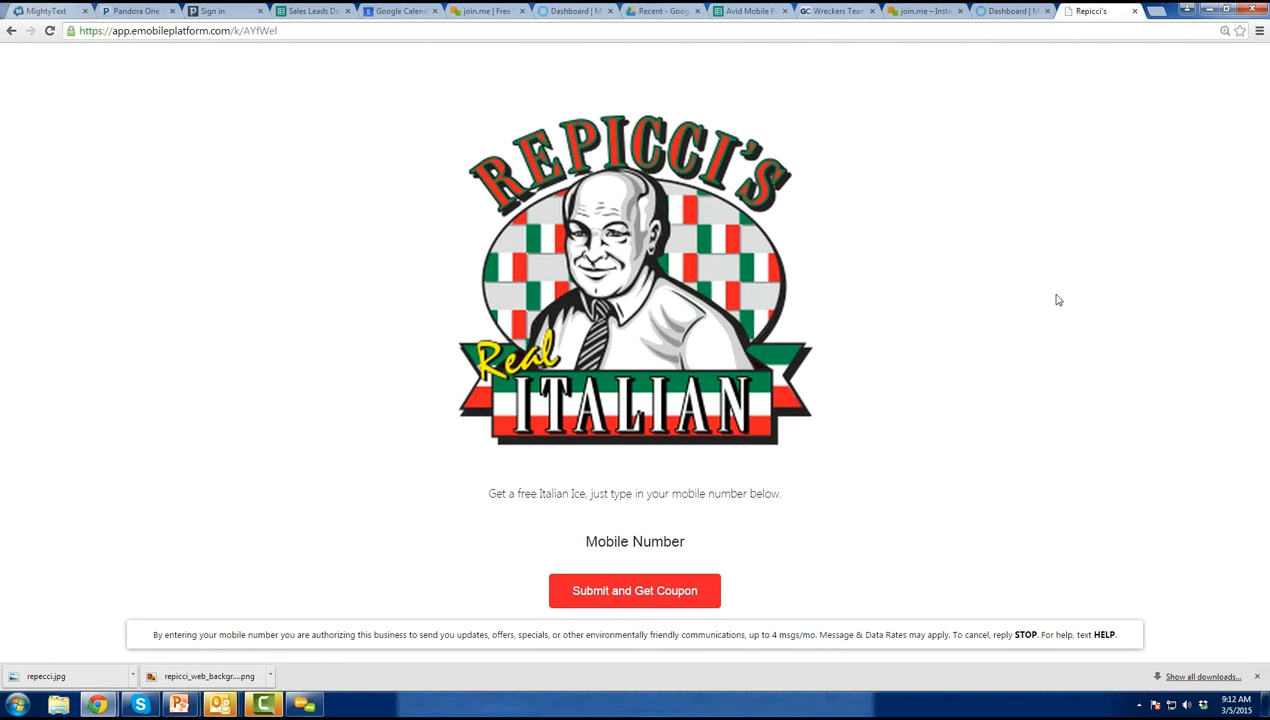 MightyText
Pandora One -
Sign in
Sales Leads Di
Google Calend
join.me | Free S
Dashboard | M
Recent - Goog
Avid Mobile P
Wreckers Tean
join.me – Insta
Dashboard | M
Repicci's
https://app.emobileplatform.com/k/AYfWel
REPICCI'S
Real
ITALIAN
Get a free Italian Ice, just type in your mobile number below.
Mobile Number
Submit and Get Coupon
By entering your mobile number you are authorizing this business to send you updates, offers, specials, or other environmentally friendly communications, up to 4 msgs/mo. Message & Data Rates may apply. To cancel, reply STOP. For help, text HELP.
repecci.jpg
repicci_web_backgr....png
Show all downloads...
9:12 AM
3/5/2015